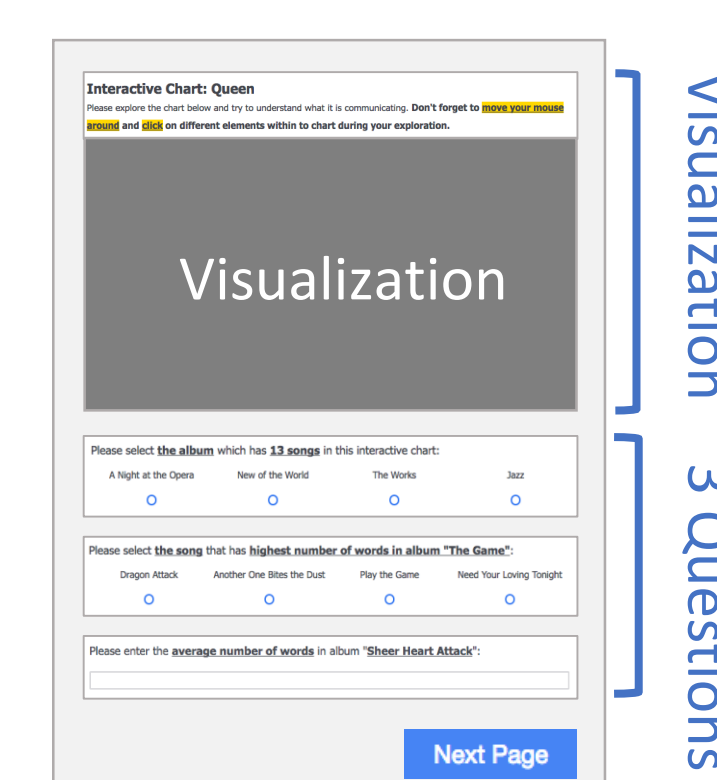 Interactive Chart: Queen
Please explore the chart below and try to understand what it is communicating. Don't forget to move your mouse
around and click on different elements within to chart during your exploration.
Visualization
Please select the album which has 13 songs in this interactive chart:
A Night at the Opera New of the World The Works Jazz
Please select the song that has highest number of words in album "The Game":
Dragon Attack Another One Bites the Dust Play the Game Need Your Loving Tonight
Please enter the average number of words in album "Sheer Heart Attack":
Next Page
Visualization
3 Questions